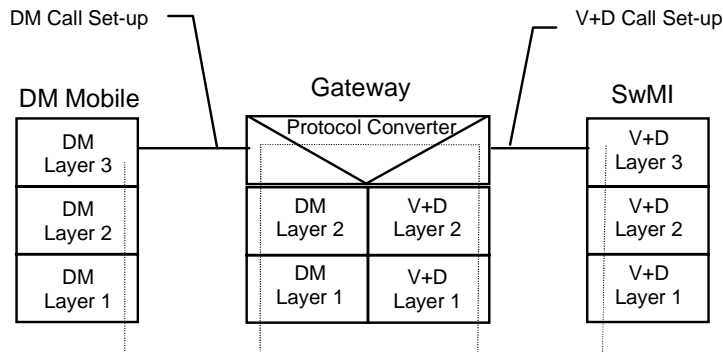 DM Call Set-up
V+D Call Set-up
DM Mobile
Gateway
SwMI
Protocol Converter
DM
Layer 3
DM
Layer 2
DM
Layer 1
DM
Layer 2
V+D
Layer 2
DM
Layer 1
V+D
Layer 1
V+D
Layer 3
V+D
Layer 2
V+D
Layer 1